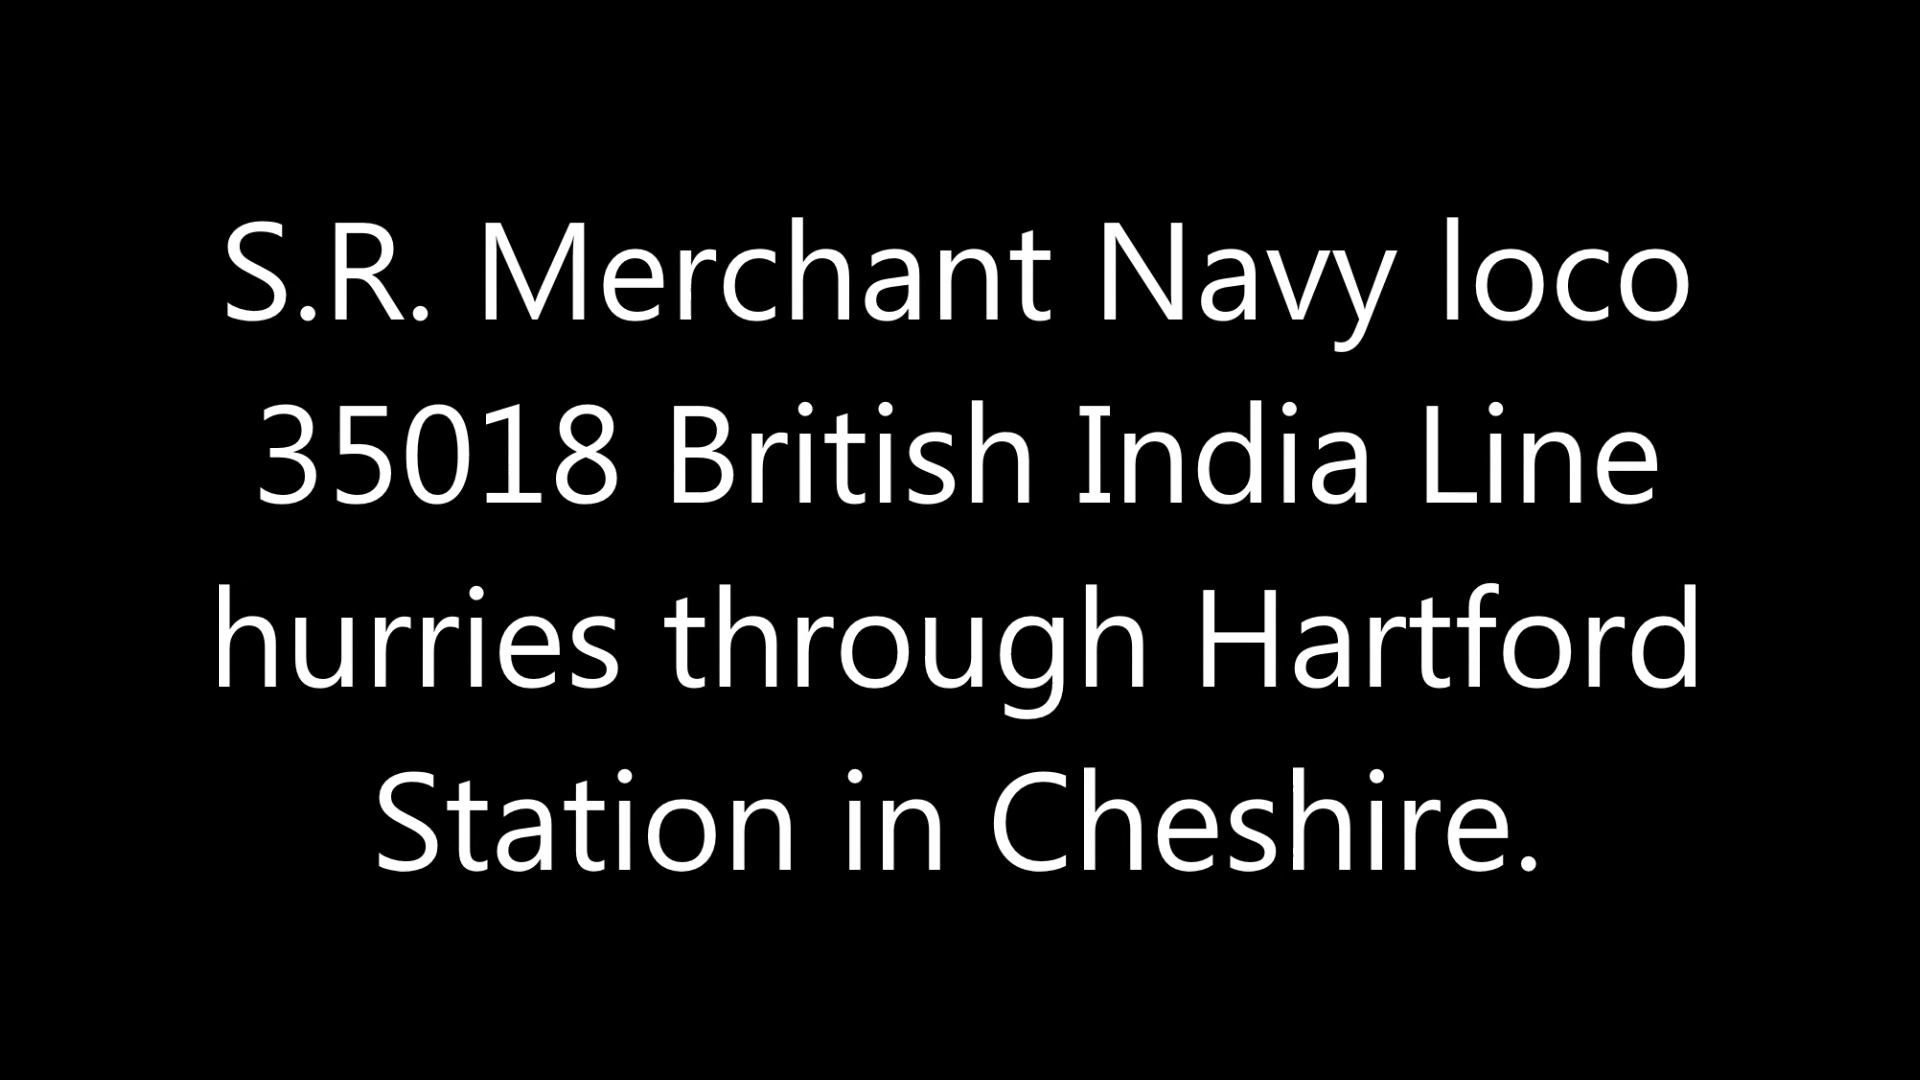 S.R. Merchant Navy loco
35018 British India Line
hurries through Hartford
Station in Cheshire.